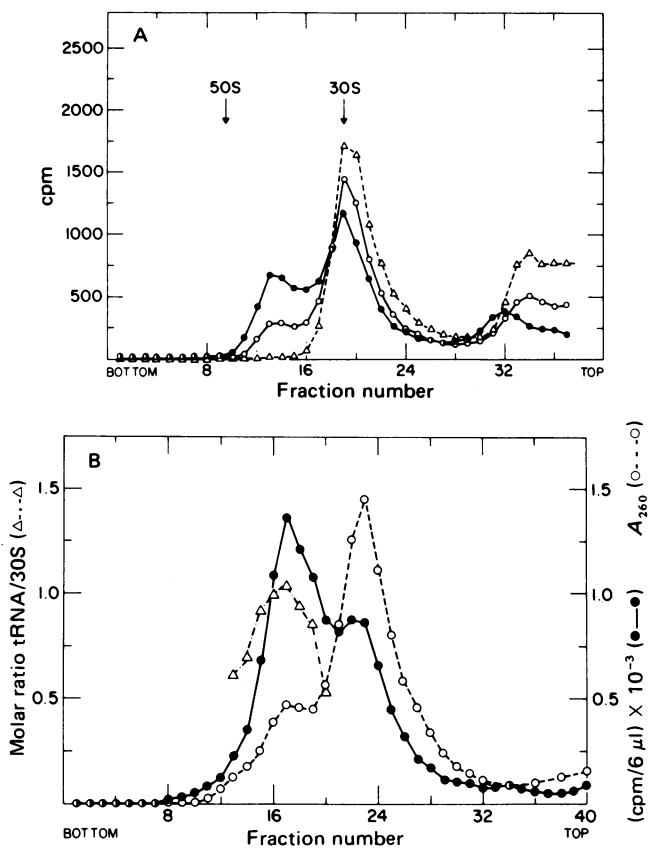 A
2500
2000
1500
1000
500
cpm
50S
30S
BOTTOM
8
16
24
32
TOP
Fraction number
B
1.5
1.0
0.5
Molar ratio tRNA/30S (△-·-△)
1.5
1.0
0.5
(cpm/6 μl) X 10⁻³ (●—●)
A₂₆₀ (○---○)
BOTTOM
8
16
24
32
40
TOP
Fraction number